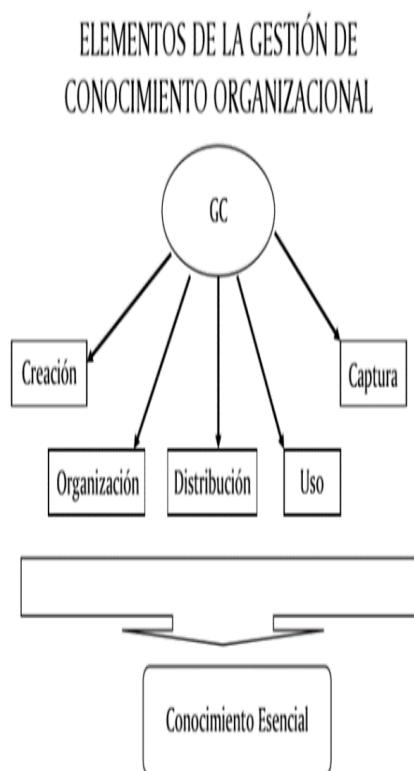 ELEMENTOS DE LA GESTIÓN DE
CONOCIMIENTO ORGANIZACIONAL
GC
Creación
Captura
Organización
Distribución
Uso
Conocimiento Esencial